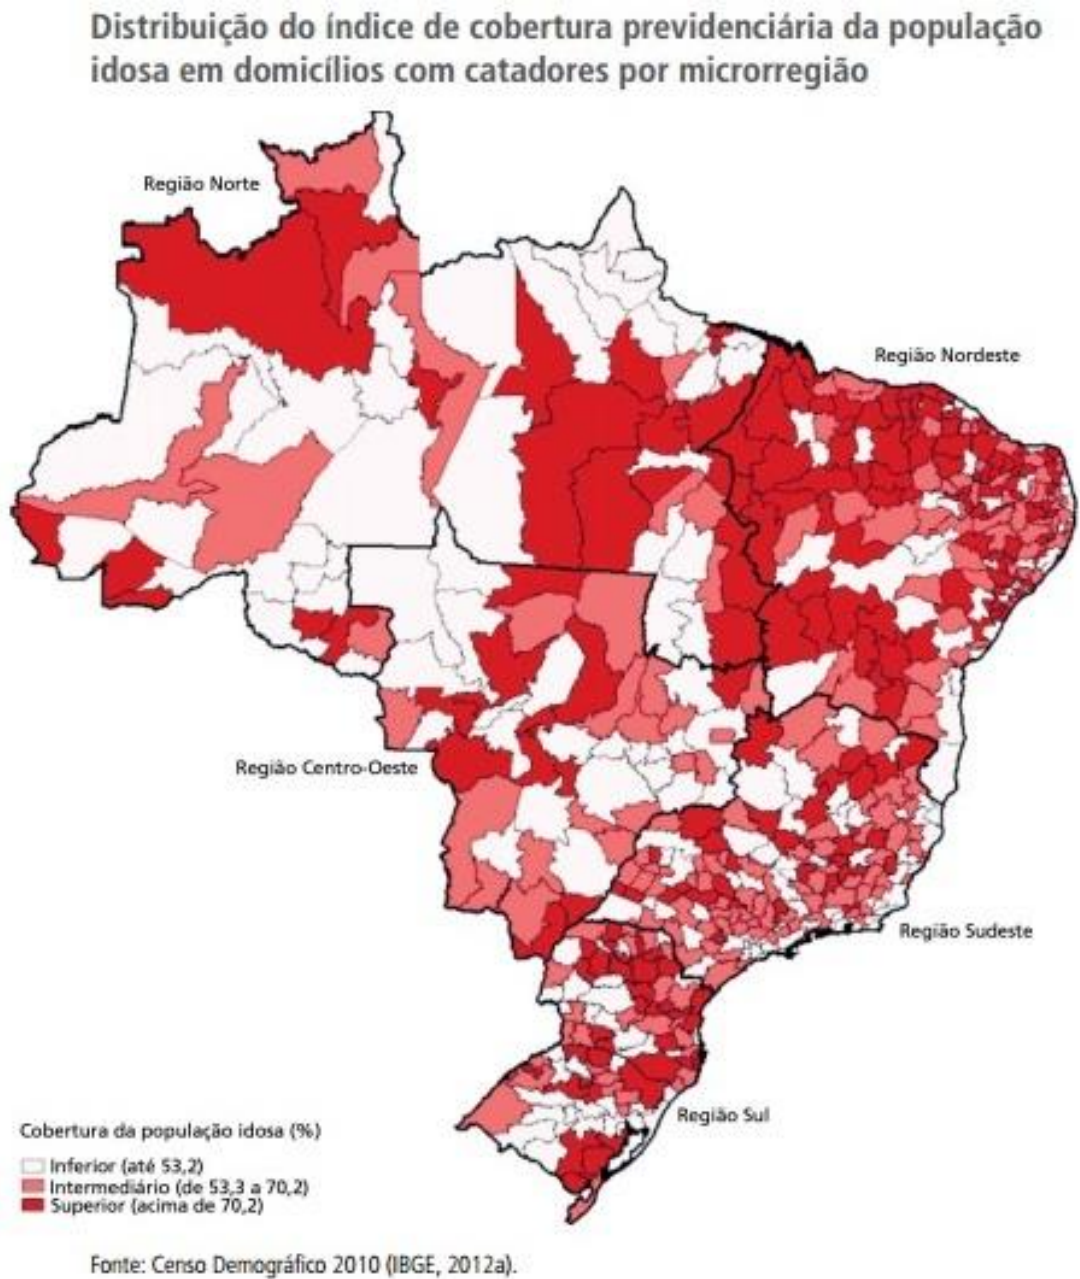 Distribuição do índice de cobertura previdenciária da população
idosa em domicílios com catadores por microrregião
Região Norte
Região Nordeste
Região Centro-Oeste
Região Sudeste
Região Sul
Cobertura da população idosa (%)
Inferior (até 53,2)
Intermediário (de 53,3 a 70,2)
Superior (acima de 70,2)
Fonte: Censo Demográfico 2010 (IBGE, 2012a).